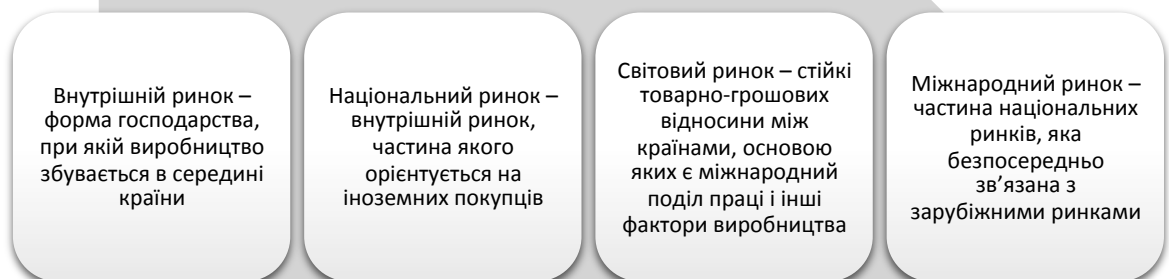 Внутрішній ринок –
форма господарства,
при якій виробництво
збувається в середині
країни
Національний ринок –
внутрішній ринок,
частина якого
орієнтується на
іноземних покупців
Світовий ринок – стійкі
товарно-грошових
відносини між
країнами, основою
яких є міжнародний
поділ праці і інші
фактори виробництва
Міжнародний ринок –
частина національних
ринків, яка
безпосередньо
зв’язана з
зарубіжними ринками